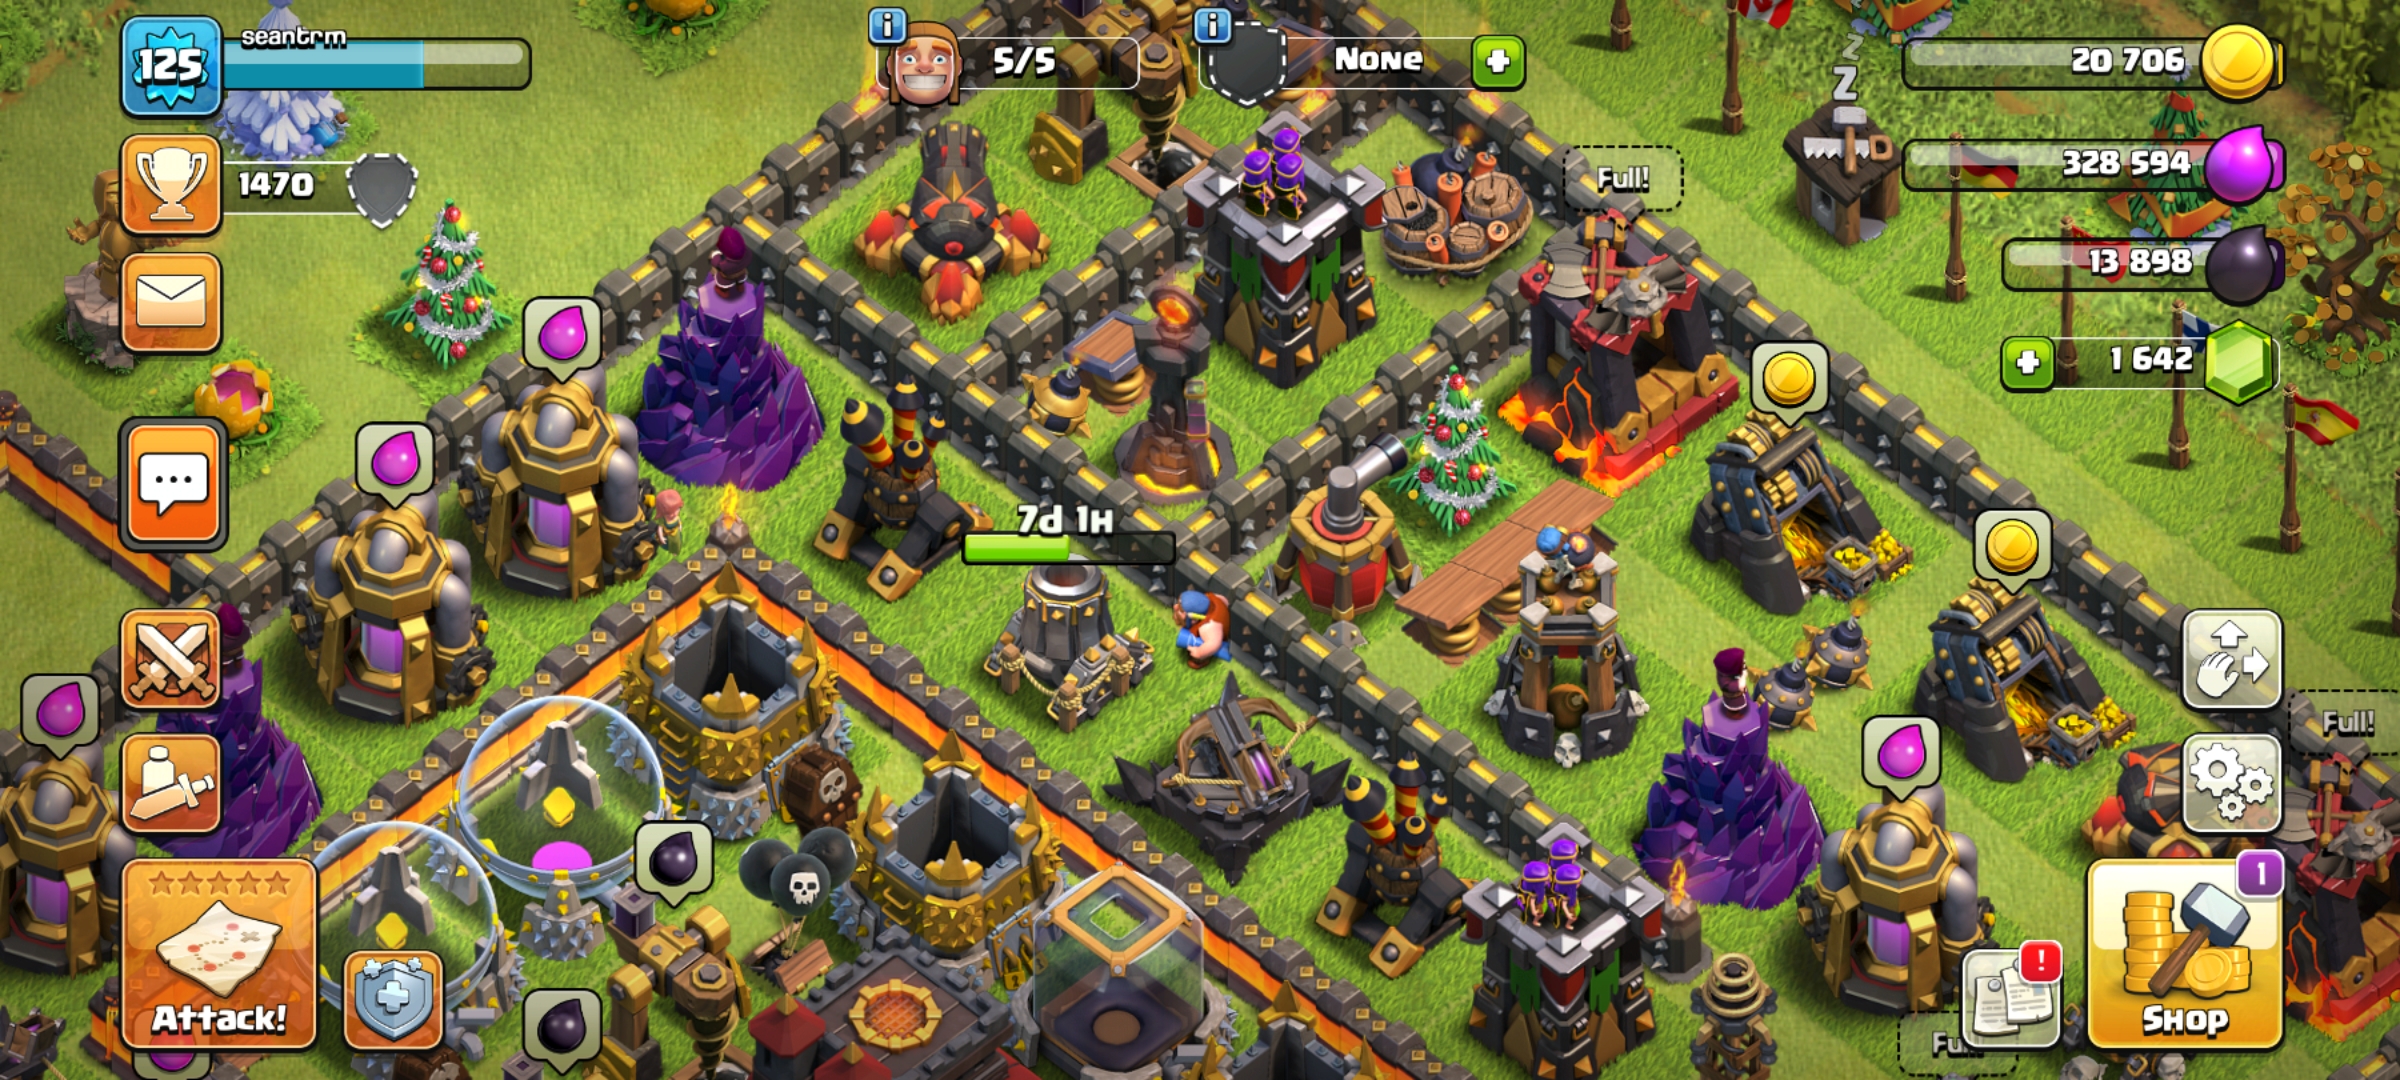 seantrm
125
5/5
None
20 706
1470
Full!
328 594
13 898
1 642
7d 1H
Full!
1
!
Attack!
Shop